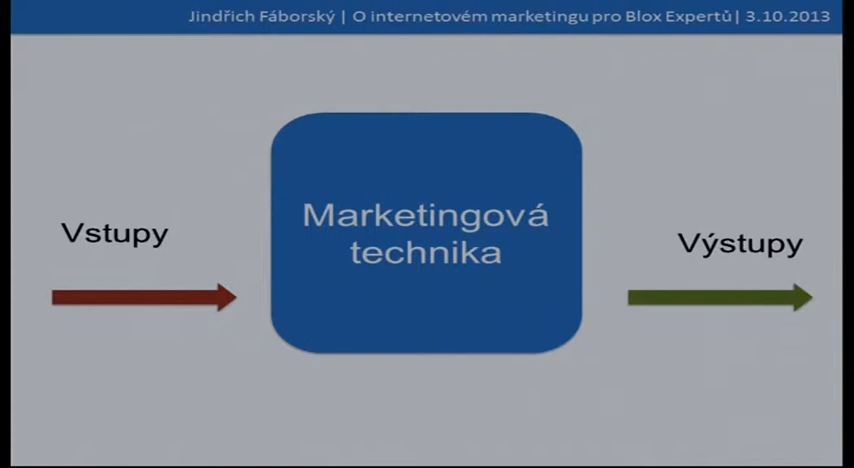 Jindřich Fáborský | O internetovém marketingu pro Blox Expertů| 3.10.2013
Vstupy
Marketingová
technika
Výstupy